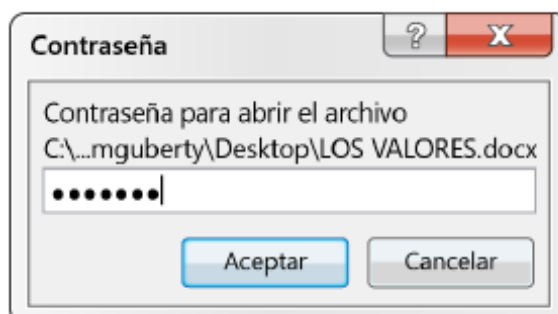 Contraseña
Contraseña para abrir el archivo
C:\...mguberty\Desktop\LOS VALORES.docx
•••••••
Aceptar
Cancelar